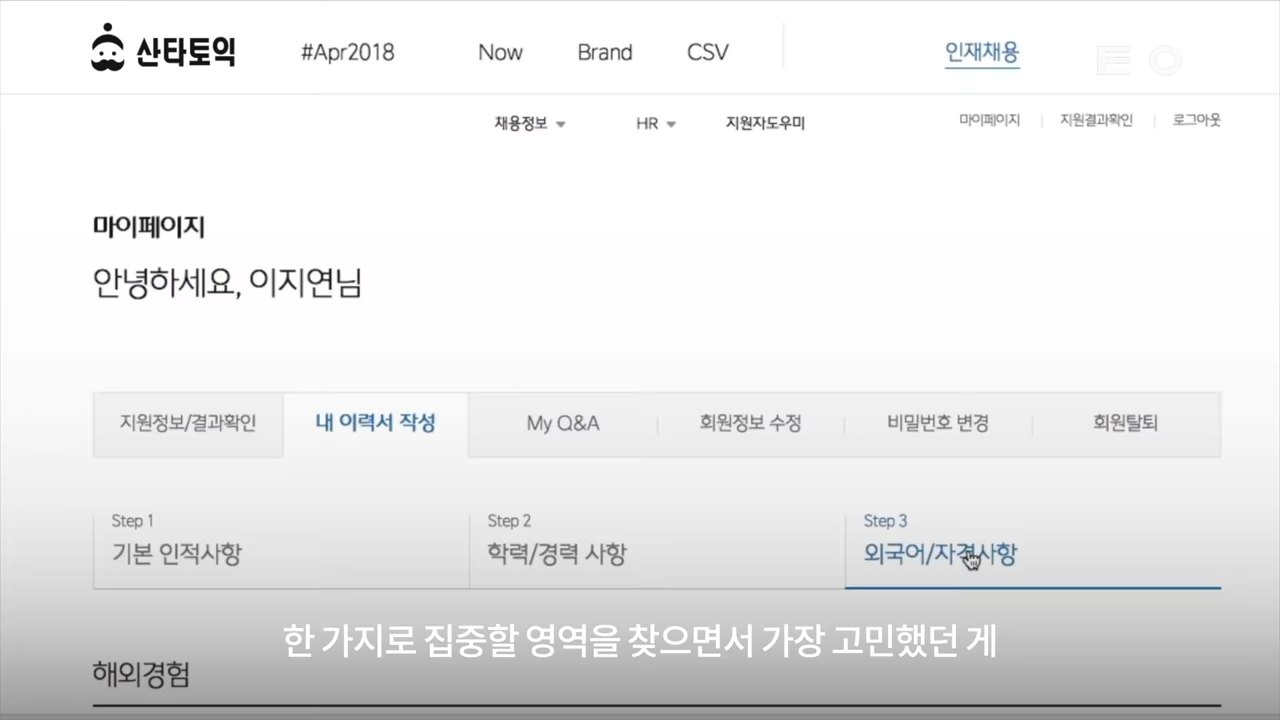 산타토익 #Apr2018 Now Brand CSV 인재채용
채용정보 HR 지원자도우미 마이페이지 지원결과확인 로그아웃
마이페이지
안녕하세요, 이지연님
지원정보/결과확인 내 이력서 작성 My Q&A 회원정보 수정 비밀번호 변경 회원탈퇴
Step 1 Step 2 Step 3
기본 인적사항 학력/경력 사항 외국어/자격사항
한 가지로 집중할 영역을 찾으면서 가장 고민했던 게
해외경험